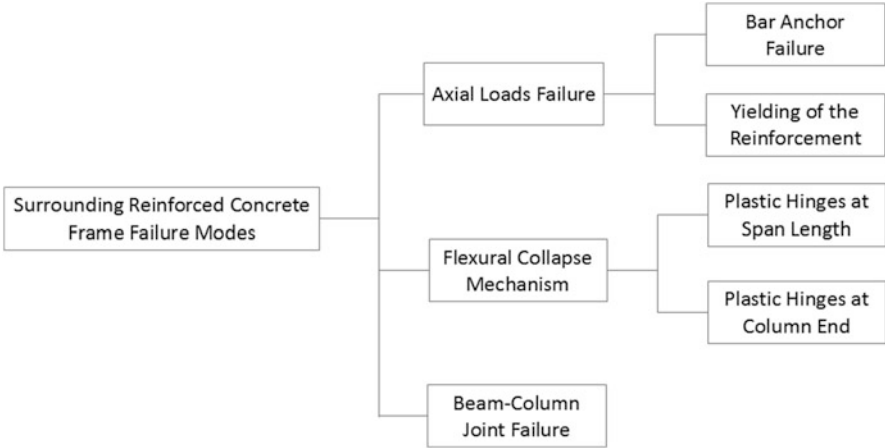 Surrounding Reinforced Concrete
Frame Failure Modes
Axial Loads Failure
Bar Anchor
Failure
Yielding of the
Reinforcement
Flexural Collapse
Mechanism
Plastic Hinges at
Span Length
Plastic Hinges at
Column End
Beam-Column
Joint Failure